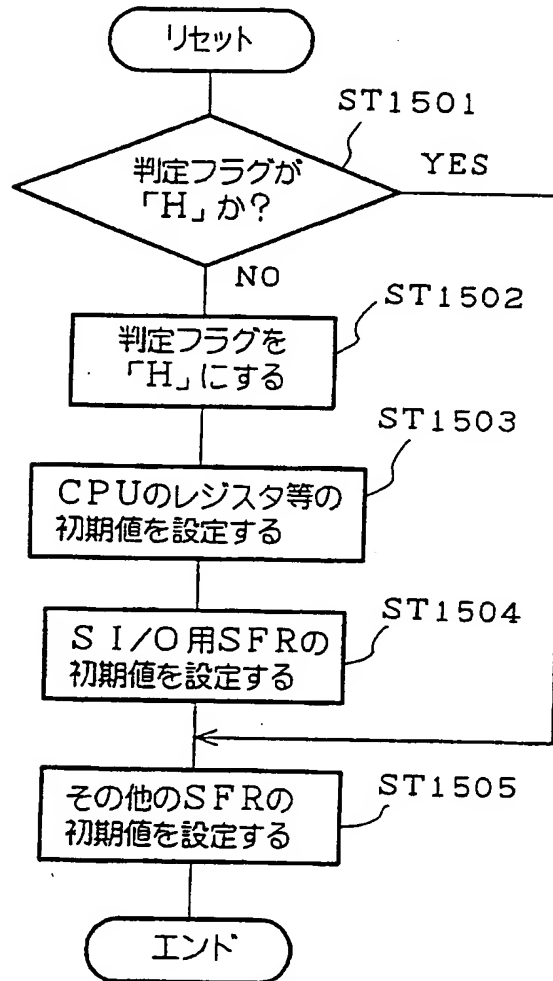 リセット
ST1501
判定フラグが
「H」か?
YES
NO
ST1502
判定フラグを
「H」にする
ST1503
CPUのレジスタ等の
初期値を設定する
ST1504
SI/O用SFRの
初期値を設定する
その他のSFRの
初期値を設定する
ST1505
エンド